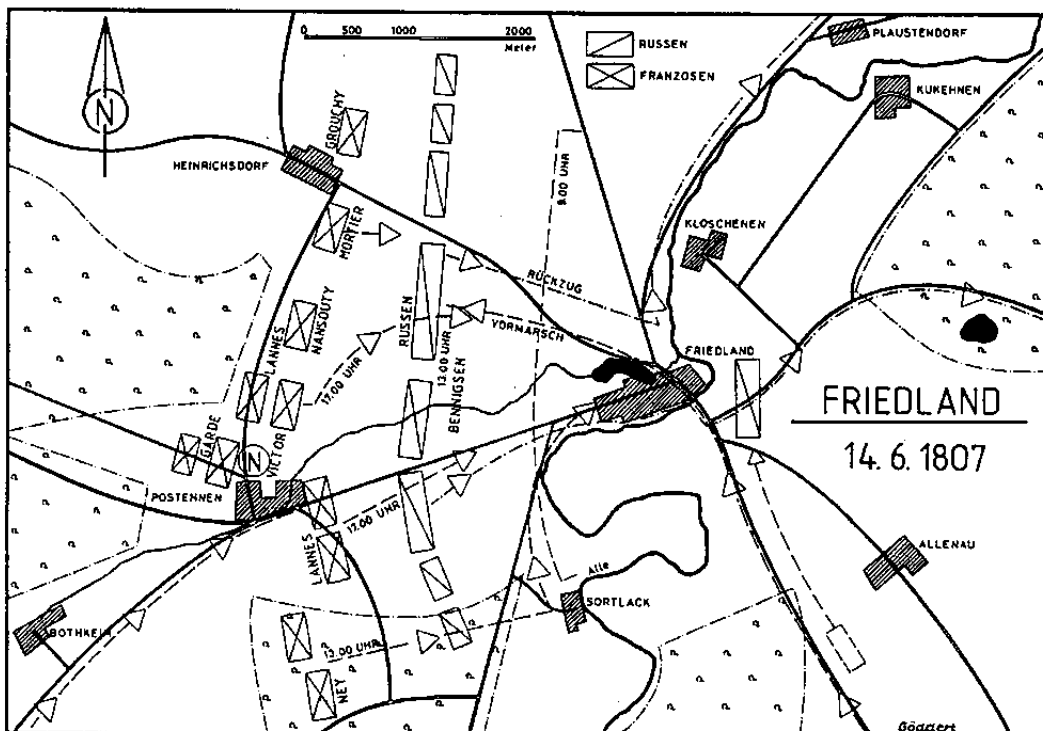 0 500 1000 2000
Meter
RUSSEN
FRANZOSEN
PLAUSTENDORF
KUKEHNEN
N
GROUCHY
HEINRICHSDORF
MORTIER
9.00 UHR
KLOSCHENEN
RÜCKZUG
VORMARSCH
NANSOUTY
LANNES
RUSSEN
13.00 UHR
BENNIGSEN
17.00 UHR
FRIEDLAND
FRIEDLAND
14. 6. 1807
GARDE
N
VICTOR
POSTENNEN
LANNES
17.00 UHR
Alle
SORTLACK
ALLENAU
BOTHKEIM
13.00 UHR
NEY